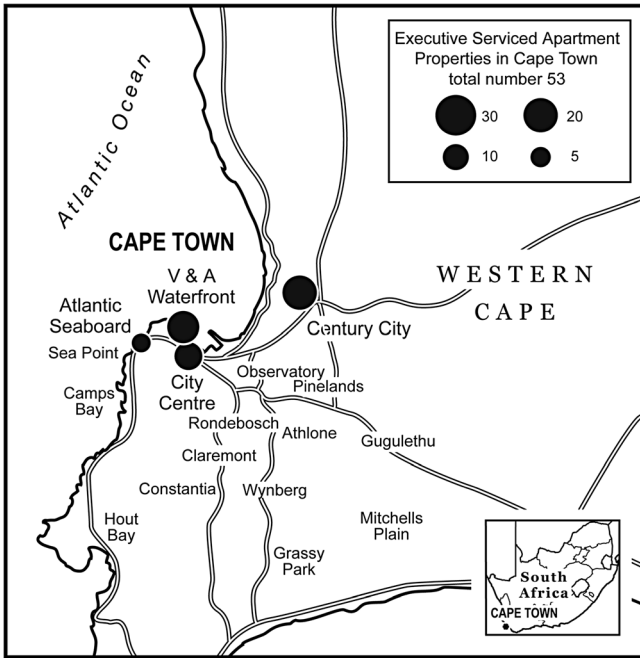 Executive Serviced Apartment
Properties in Cape Town
total number 53
30
20
10
5
Atlantic Ocean
CAPE TOWN
V & A
Waterfront
WESTERN
CAPE
Atlantic
Seaboard
Century City
Sea Point
City
Centre
Observatory
Pinelands
Camps
Bay
Rondebosch
Athlone
Gugulethu
Claremont
Constantia
Wynberg
Hout
Bay
Mitchells
Plain
Grassy
Park
South
Africa
CAPE TOWN